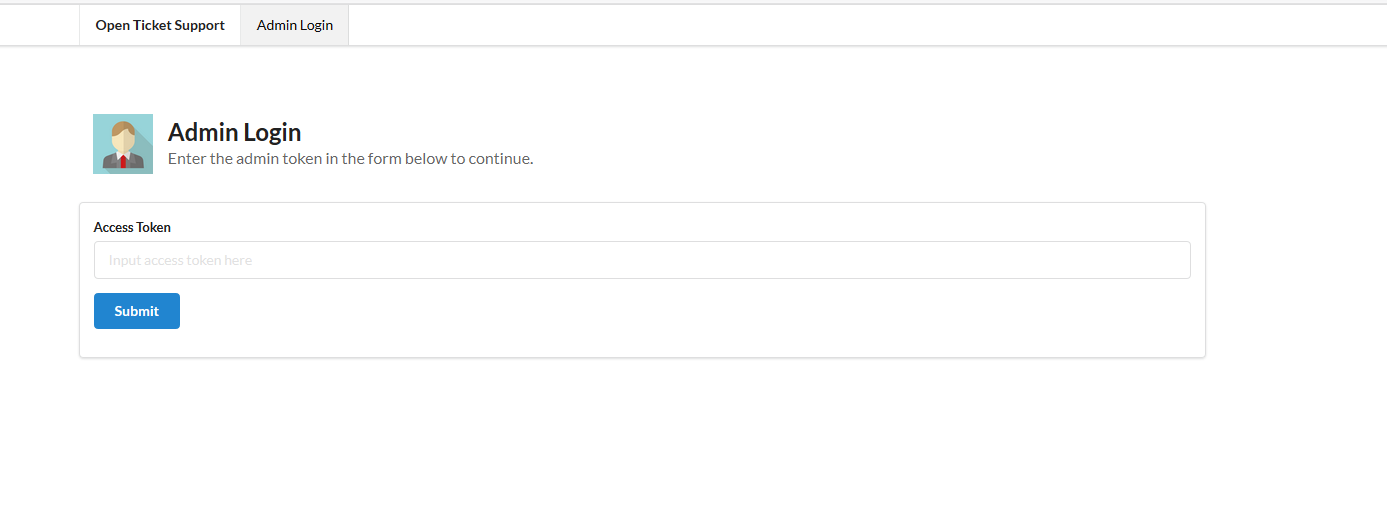 Open Ticket Support Admin Login
Admin Login
Enter the admin token in the form below to continue.
Access Token
Input access token here
Submit